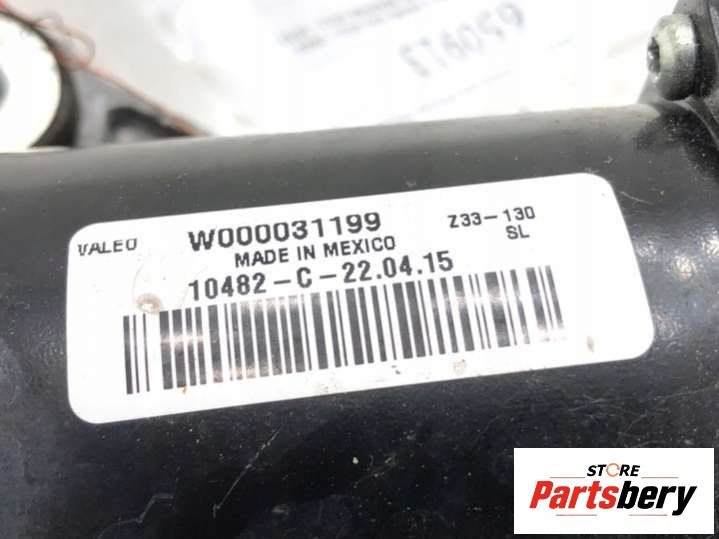 VALEO W000031199 Z33-130
MADE IN MEXICO SL
10482-C-22.04.15
STORE
Partsbery